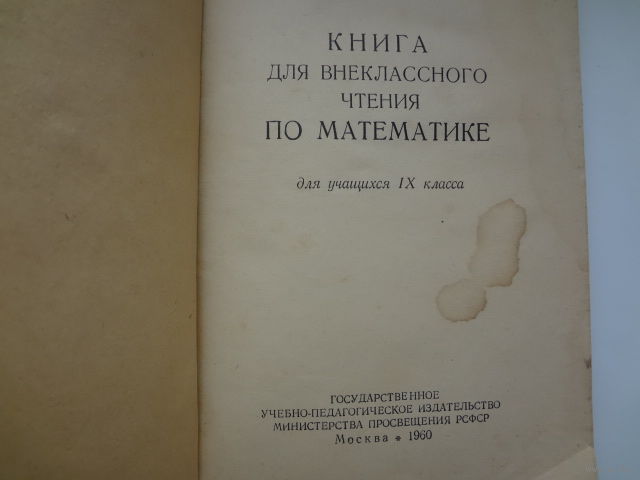 КНИГА
ДЛЯ ВНЕКЛАССНОГО
ЧТЕНИЯ
ПО МАТЕМАТИКЕ
для учащихся IX класса
ГОСУДАРСТВЕННОЕ
УЧЕБНО-ПЕДАГОГИЧЕСКОЕ ИЗДАТЕЛЬСТВО
МИНИСТЕРСТВА ПРОСВЕЩЕНИЯ РСФСР
Москва * 1960